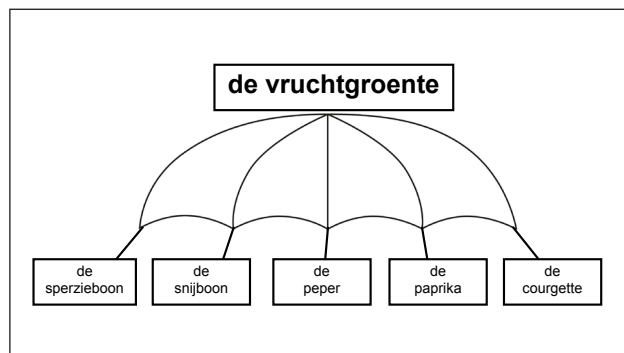 de vruchtgroente
de
sperzieboon
de
snijboon
de
peper
de
paprika
de
courgette